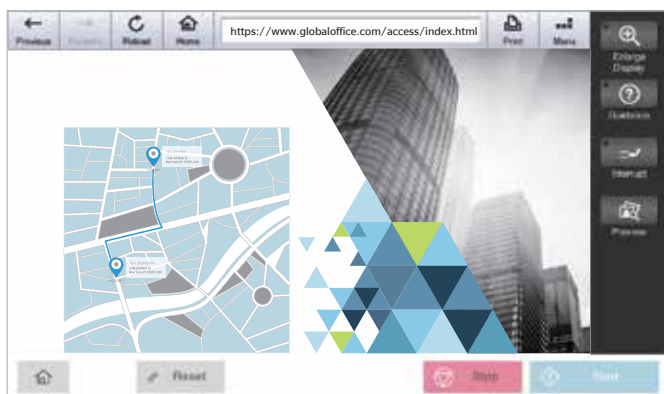 Previous
Reload
Home
https://www.globaloffice.com/access/index.html
Print
Menu
Enlarge
Display
Guidance
Interrupt
Preview
Reset
Stop
Start